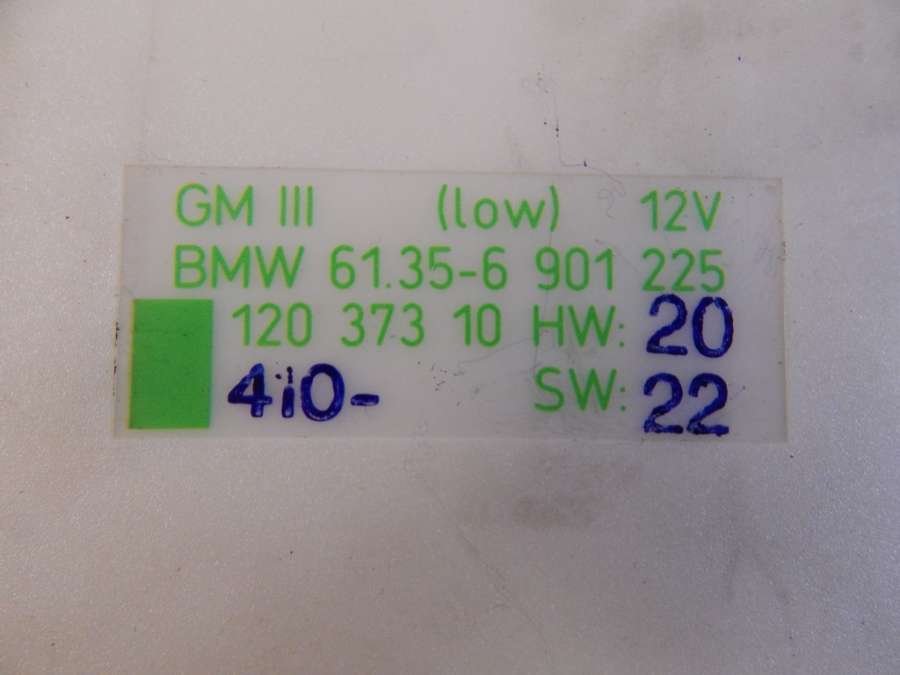 GM III (low) 12V
BMW 61.35-6 901 225
120 373 10 HW: 20
4i0- SW: 22